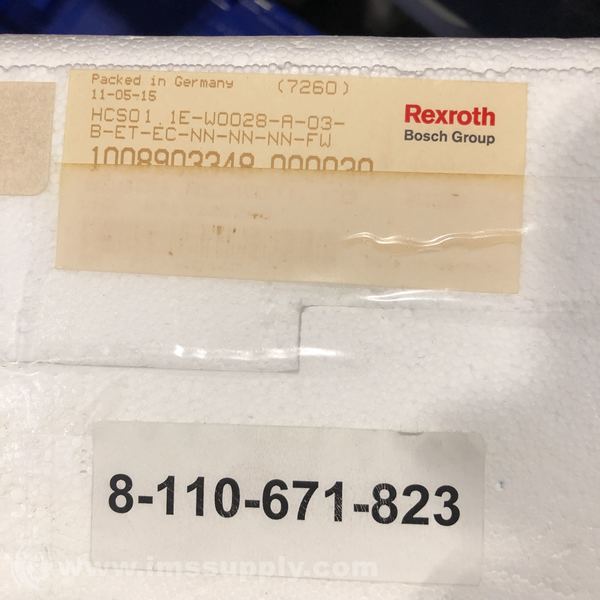 Packed in Germany (7260)
11-05-15
HCS01.1E-W0028-A-03-
B-ET-EC-NN-NN-NN-FW
1008903348 000030
Rexroth
Bosch Group
8-110-671-823
www.imssupply.com